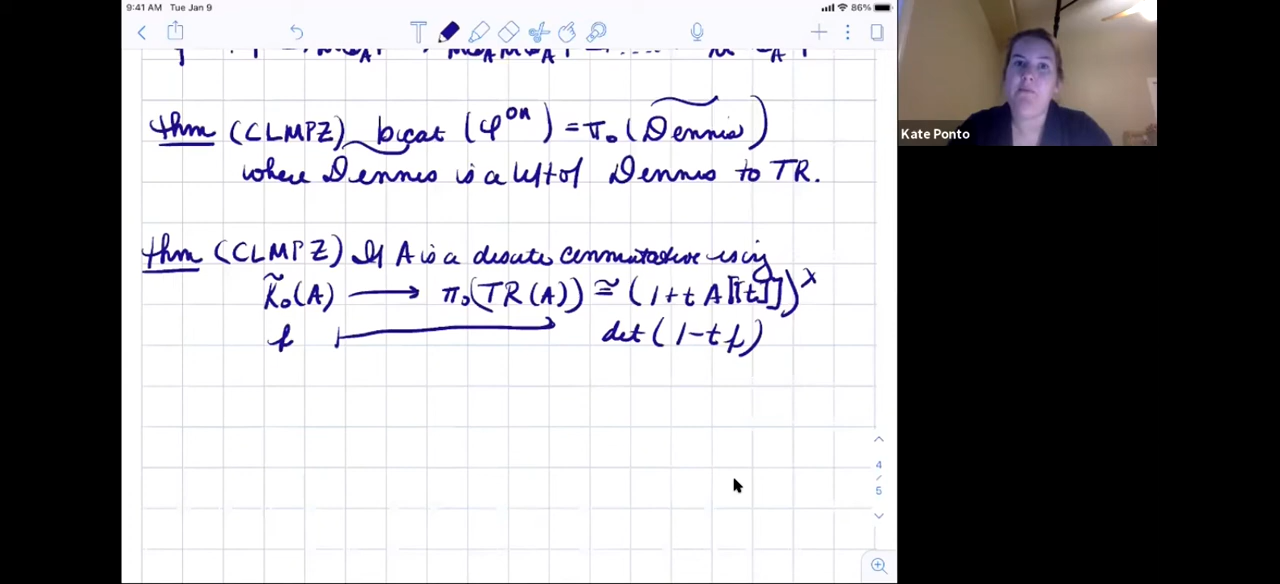 9:41 AM Tue Jan 9
86%
thm (CLMPZ) bicat (φ^on) = π₀(Dennis~)
where Dennis~ is a lift of Dennis to TR.
Kate Ponto
thm (CLMPZ) If A is a discrete commutative ring
K̃₀(A) → π₀(TR(A)) ≅ (1+tA[[t]])^×
f ↦ det(1-tf)
4
/
5